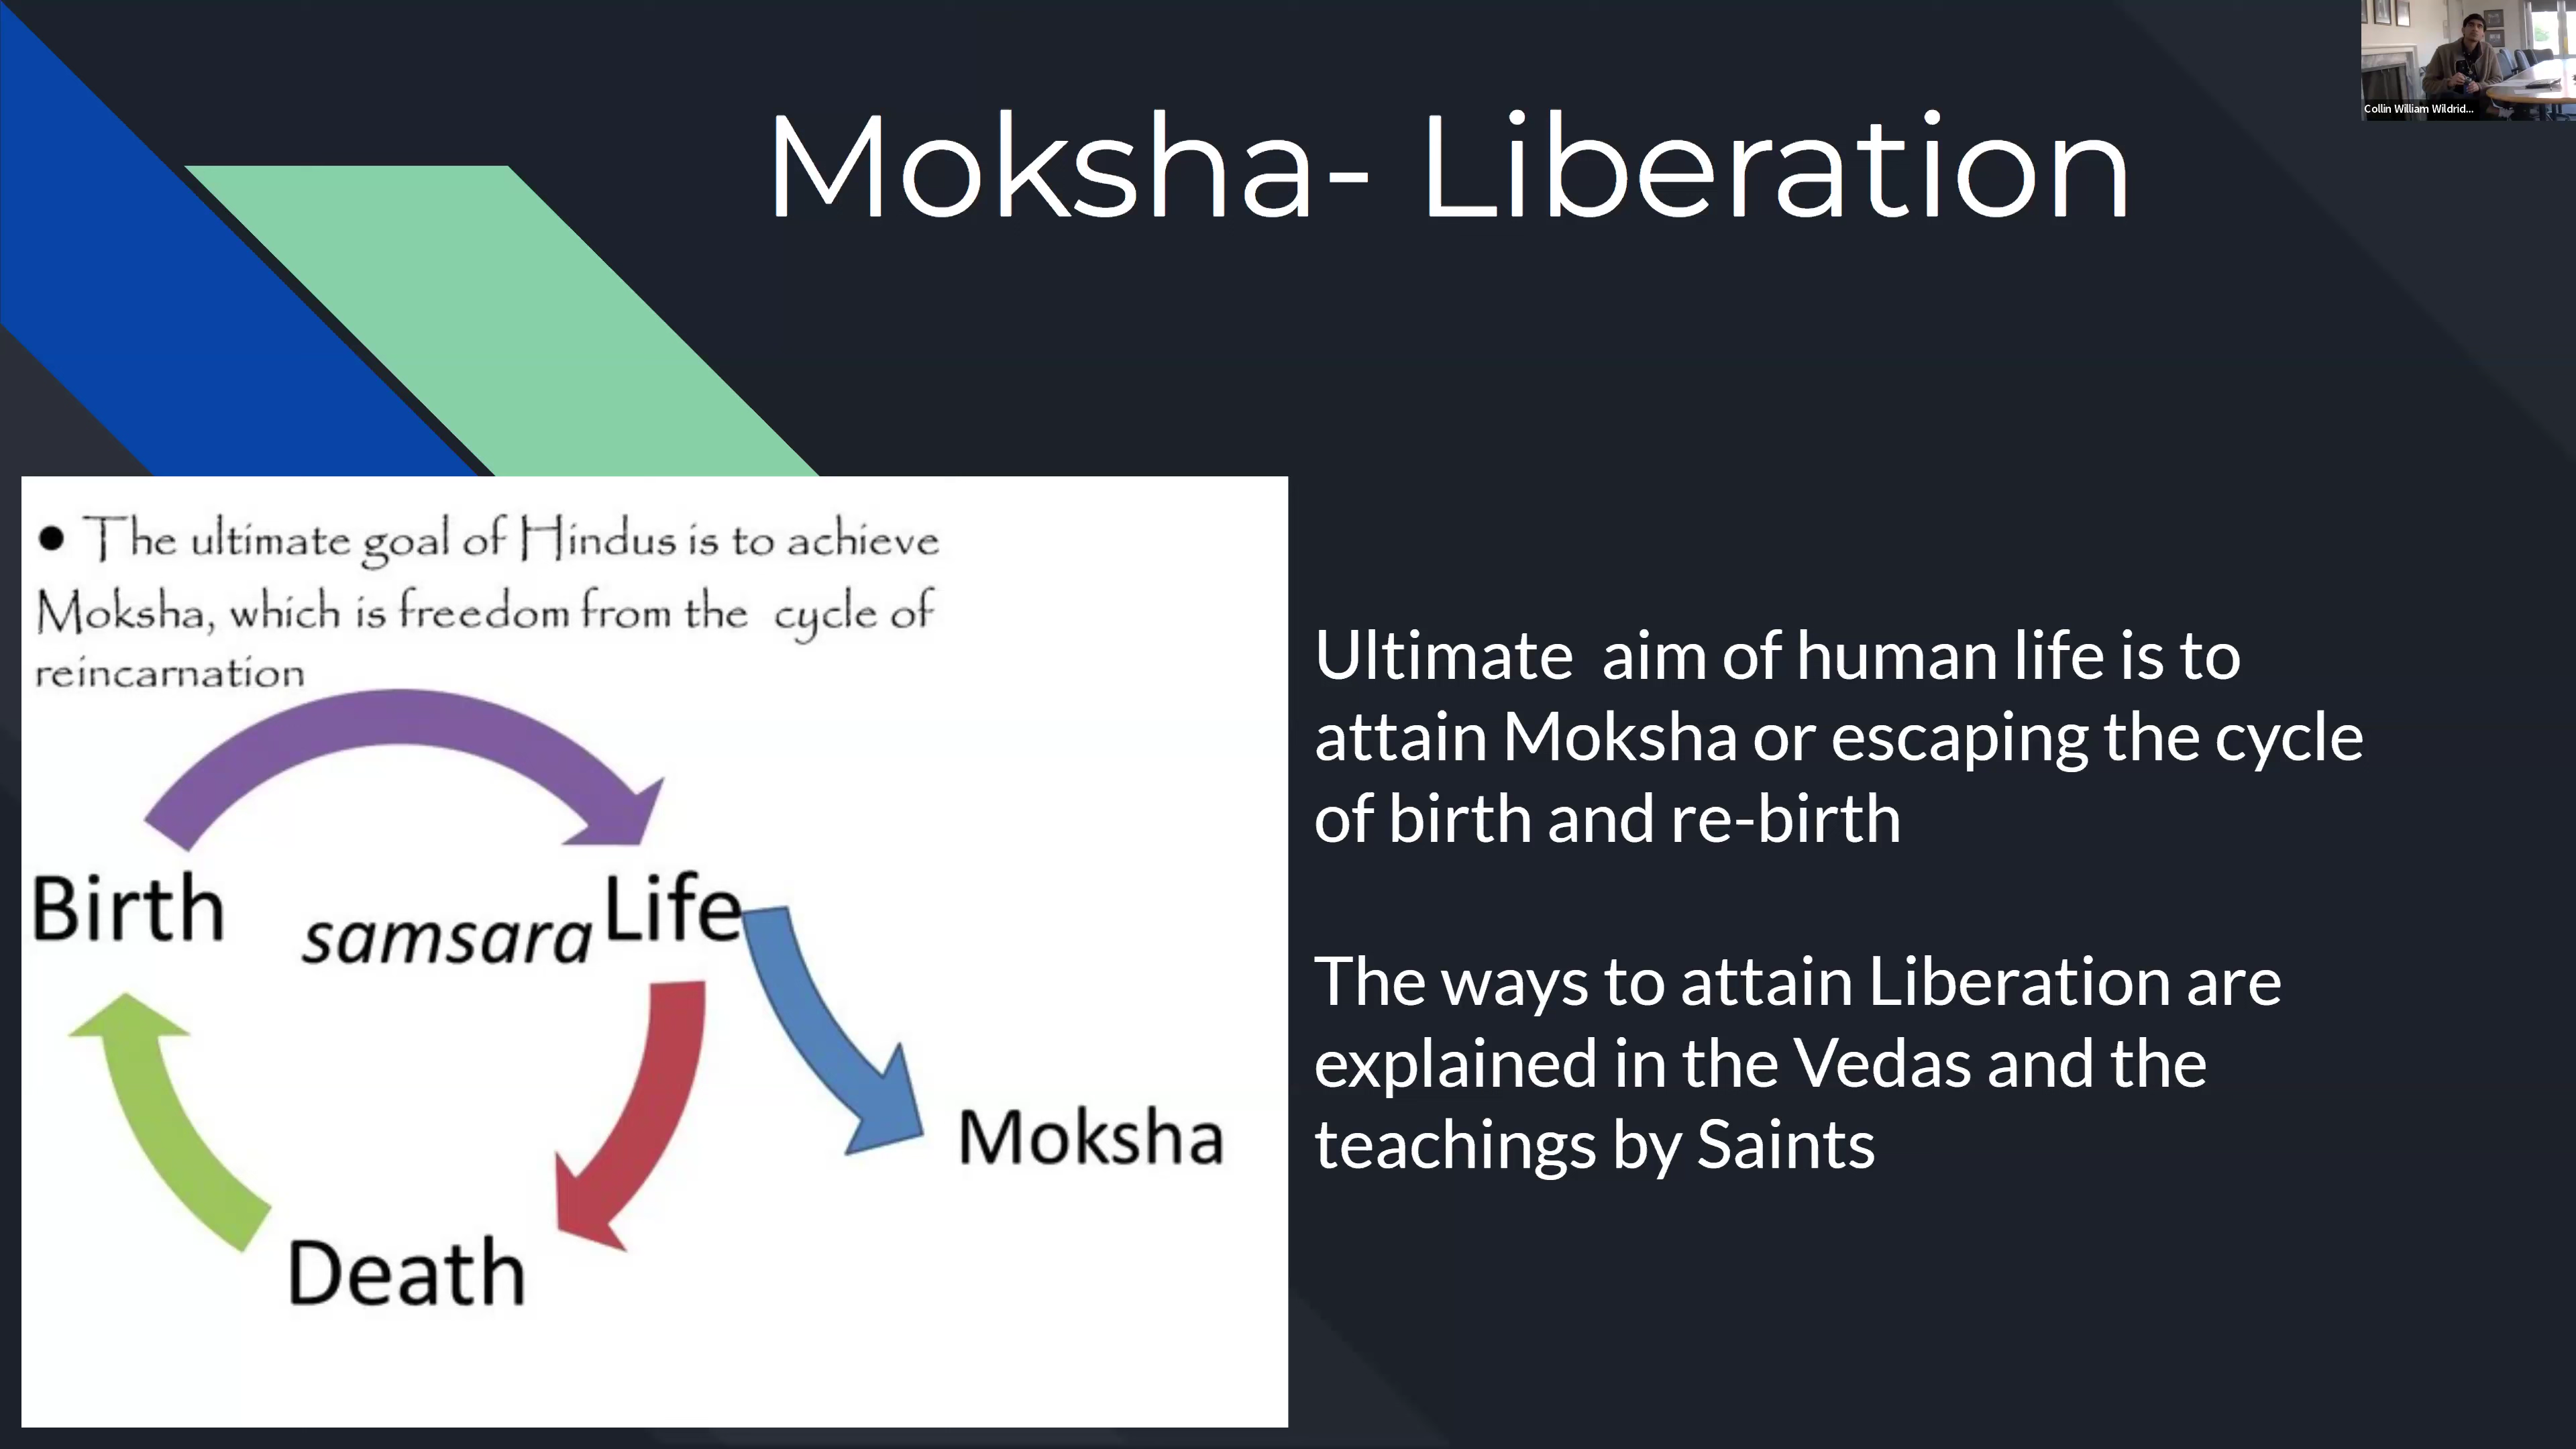 Moksha- Liberation
Collin William Wildrid...
● The ultimate goal of Hindus is to achieve
Moksha, which is freedom from the cycle of
reincarnation
Birth
samsara
Life
Moksha
Death
Ultimate aim of human life is to
attain Moksha or escaping the cycle
of birth and re-birth
The ways to attain Liberation are
explained in the Vedas and the
teachings by Saints